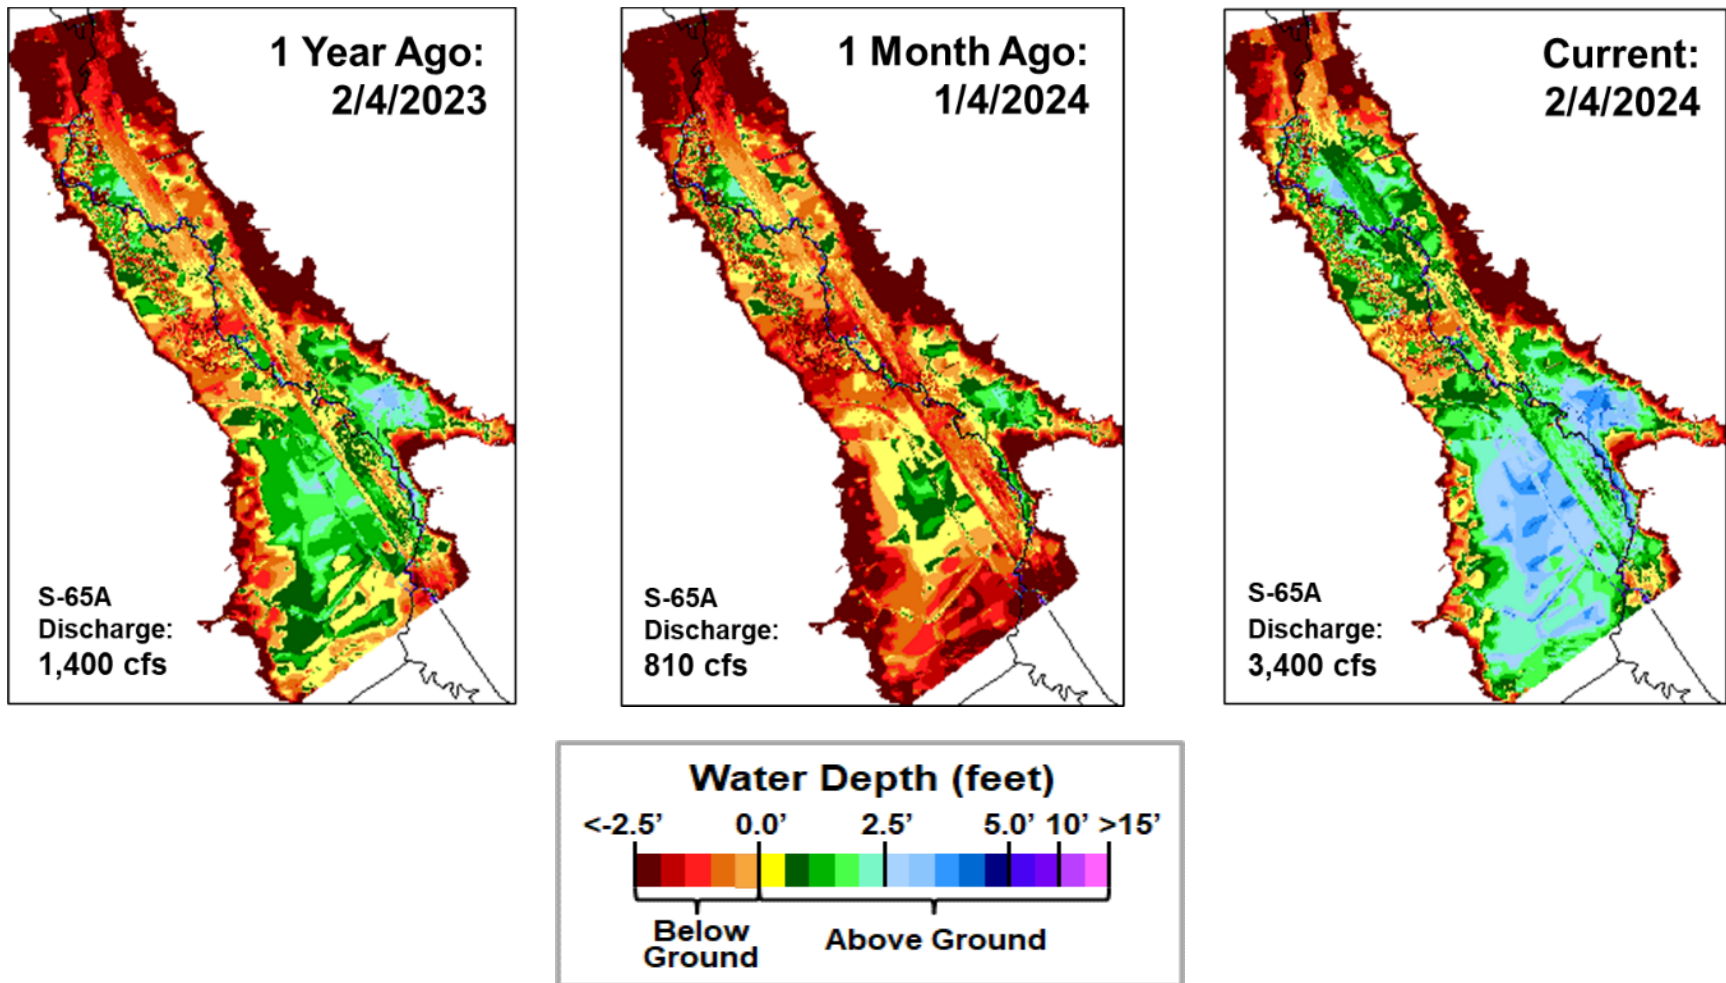 1 Year Ago:
2/4/2023
S-65A
Discharge:
1,400 cfs
1 Month Ago:
1/4/2024
S-65A
Discharge:
810 cfs
Current:
2/4/2024
S-65A
Discharge:
3,400 cfs
Water Depth (feet)
<-2.5’ 0.0’ 2.5’ 5.0’ 10’ >15’
Below
Ground
Above Ground